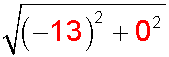 √((−13)² + 0²)